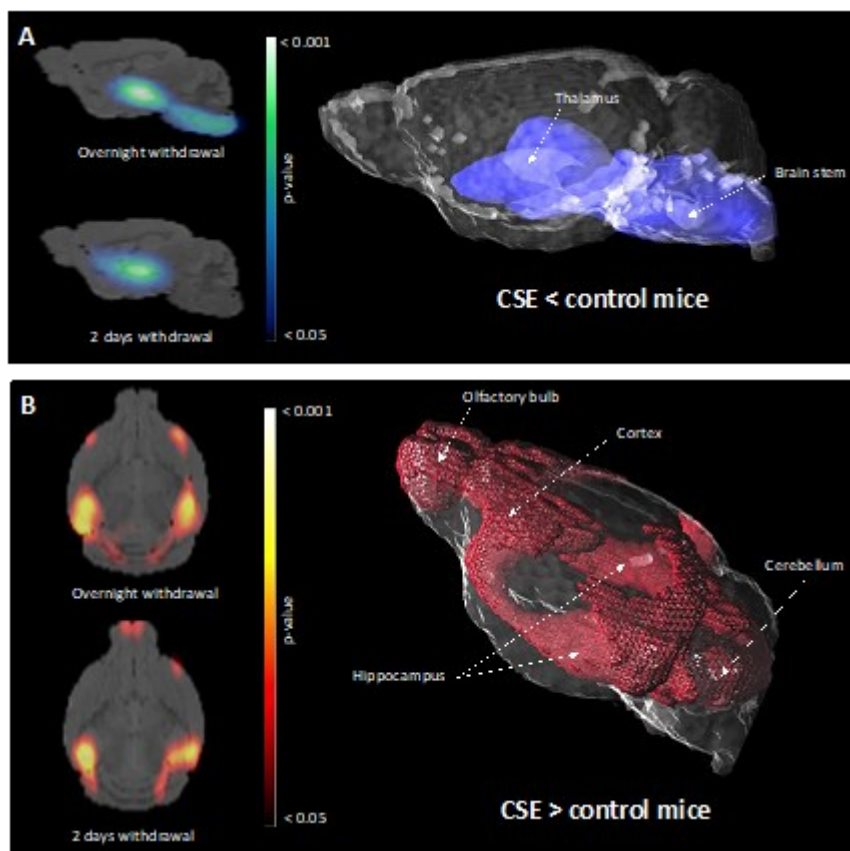 A
< 0.001
Thalamus
Overnight withdrawal
p-value
Brain stem
CSE < control mice
2 days withdrawal
< 0.05
B
Olfactory bulb
< 0.001
Cortex
Cerebellum
Overnight withdrawal
p-value
Hippocampus
CSE > control mice
< 0.05
2 days withdrawal